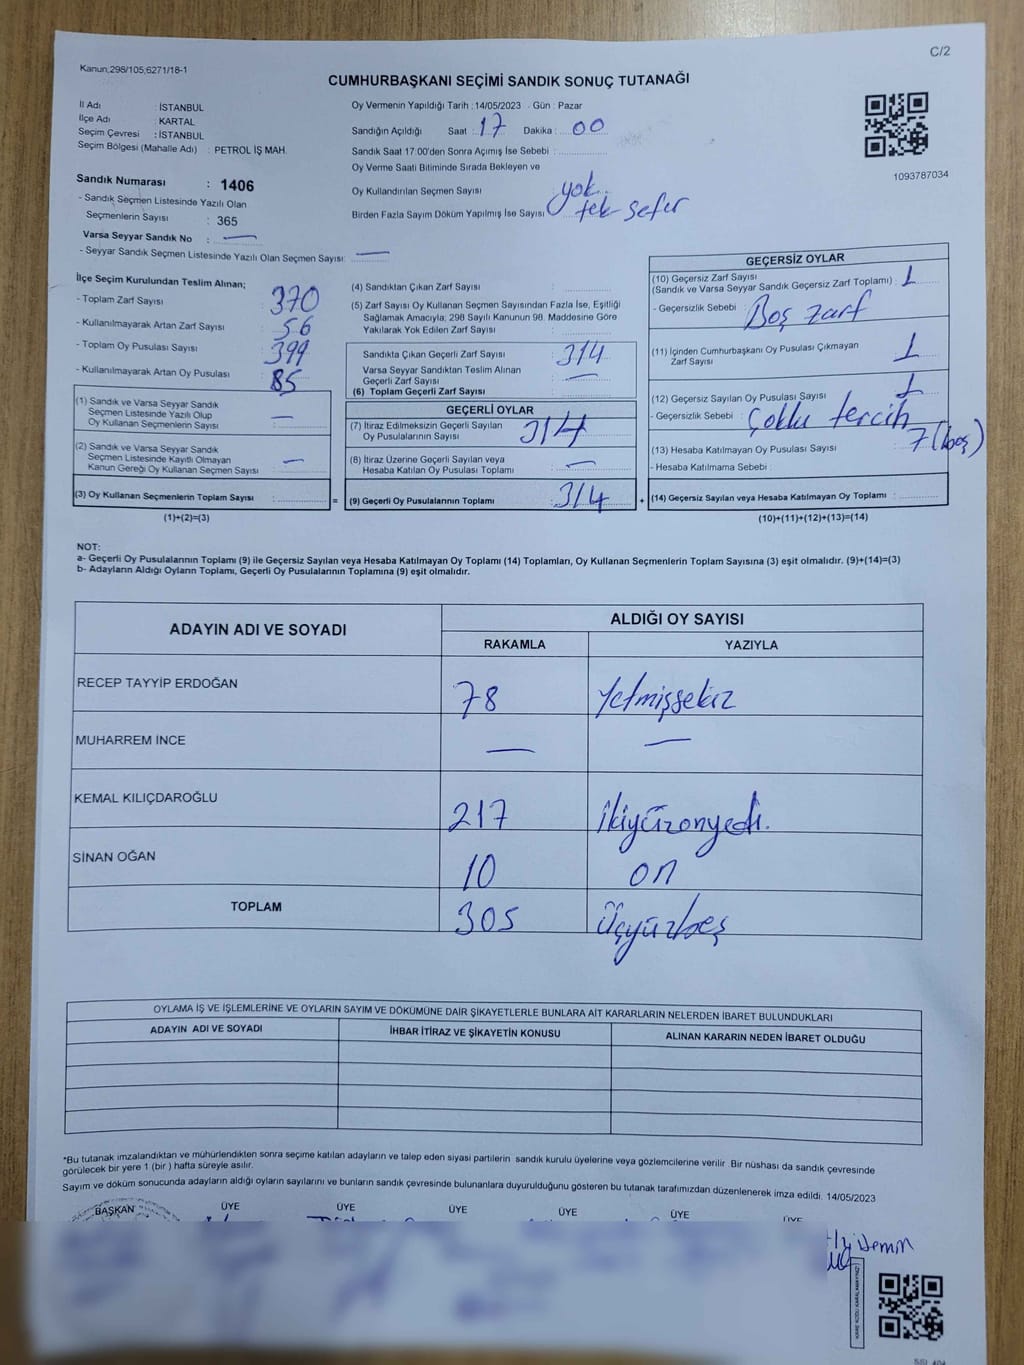 C/2
Kanun.298/105;6271/18-1
CUMHURBAŞKANI SEÇİMİ SANDIK SONUÇ TUTANAĞI
İl Adı : İSTANBUL
İlçe Adı : KARTAL
Seçim Çevresi : İSTANBUL
Seçim Bölgesi (Mahalle Adı) : PETROL İŞ MAH.
Sandık Numarası : 1406
- Sandık Seçmen Listesinde Yazılı Olan
Seçmenlerin Sayısı : 365
Varsa Seyyar Sandık No : —
- Seyyar Sandık Seçmen Listesinde Yazılı Olan Seçmen Sayısı: —
Oy Vermenin Yapıldığı Tarih : 14/05/2023 - Gün : Pazar
Sandığın Açıldığı Saat : 17 Dakika : 00
Sandık Saat 17:00'den Sonra Açımış İse Sebebi :
Oy Verme Saati Bitiminde Sırada Bekleyen ve
Oy Kullandırılan Seçmen Sayısı yok
Birden Fazla Sayım Döküm Yapılmış İse Sayısı tek sefer
1093787034
İlçe Seçim Kurulundan Teslim Alınan;
- Toplam Zarf Sayısı 370
- Kullanılmayarak Artan Zarf Sayısı 56
- Toplam Oy Pusulası Sayısı 399
- Kullanılmayarak Artan Oy Pusulası 85
(1) Sandık ve Varsa Seyyar Sandık
Seçmen Listesinde Yazılı Olup
Oy Kullanan Seçmenlerin Sayısı : —
(2) Sandık ve Varsa Seyyar Sandık
Seçmen Listesinde Kayıtlı Olmayan
Kanun Gereği Oy Kullanan Seçmen Sayısı : —
(3) Oy Kullanan Seçmenlerin Toplam Sayısı :
(1)+(2)=(3)
(4) Sandıktan Çıkan Zarf Sayısı :
(5) Zarf Sayısı Oy Kullanan Seçmen Sayısından Fazla İse, Eşitliği
Sağlamak Amacıyla; 298 Sayılı Kanunun 98. Maddesine Göre
Yakılarak Yok Edilen Zarf Sayısı :
Sandıkta Çıkan Geçerli Zarf Sayısı : 314
Varsa Seyyar Sandıktan Teslim Alınan
Geçerli Zarf Sayısı : —
(6) Toplam Geçerli Zarf Sayısı :
GEÇERLİ OYLAR
(7) İtiraz Edilmeksizin Geçerli Sayılan
Oy Pusulalarının Sayısı : 314
(8) İtiraz Üzerine Geçerli Sayılan veya
Hesaba Katılan Oy Pusulası Toplamı : —
= (9) Geçerli Oy Pusulalarının Toplamı : 314
GEÇERSİZ OYLAR
(10) Geçersiz Zarf Sayısı
(Sandık ve Varsa Seyyar Sandık Geçersiz Zarf Toplamı) : 1
- Geçersizlik Sebebi : Boş zarf
(11) İçinden Cumhurbaşkanı Oy Pusulası Çıkmayan
Zarf Sayısı : 1
(12) Geçersiz Sayılan Oy Pusulası Sayısı : 1
- Geçersizlik Sebebi : Çoklu tercih
7 (boş)
(13) Hesaba Katılmayan Oy Pusulası Sayısı :
- Hesaba Katılmama Sebebi :
+ (14) Geçersiz Sayılan veya Hesaba Katılmayan Oy Toplamı :
(10)+(11)+(12)+(13)=(14)
NOT:
a- Geçerli Oy Pusulalarının Toplamı (9) ile Geçersiz Sayılan veya Hesaba Katılmayan Oy Toplamı (14) Toplamları, Oy Kullanan Seçmenlerin Toplam Sayısına (3) eşit olmalıdır. (9)+(14)=(3)
b- Adayların Aldığı Oyların Toplamı, Geçerli Oy Pusulalarının Toplamına (9) eşit olmalıdır.
ADAYIN ADI VE SOYADI
ALDIĞI OY SAYISI
RAKAMLA YAZIYLA
RECEP TAYYİP ERDOĞAN 78 Yetmişsekiz
MUHARREM İNCE — —
KEMAL KILIÇDAROĞLU 217 ikiyüzonyedi.
SİNAN OĞAN 10 on
TOPLAM 305 üçyüzbeş
OYLAMA İŞ VE İŞLEMLERİNE VE OYLARIN SAYIM VE DÖKÜMÜNE DAİR ŞİKAYETLERLE BUNLARA AİT KARARLARIN NELERDEN İBARET BULUNDUKLARI
ADAYIN ADI VE SOYADI İHBAR İTİRAZ VE ŞİKAYETİN KONUSU ALINAN KARARIN NEDEN İBARET OLDUĞU
*Bu tutanak imzalandıktan ve mühürlendikten sonra seçime katılan adayların ve talep eden siyasi partilerin sandık kurulu üyelerine veya gözlemcilerine verilir Bir nüshası da sandık çevresinde
görülecek bir yere 1 (bir ) hafta süreyle asılır.
Sayım ve döküm sonucunda adayların aldığı oyların sayılarını ve bunların sandık çevresinde bulunanlara duyurulduğunu gösteren bu tutanak tarafımızdan düzenlenerek imza edildi. 14/05/2023
BAŞKAN ÜYE ÜYE ÜYE ÜYE ÜYE ÜYE